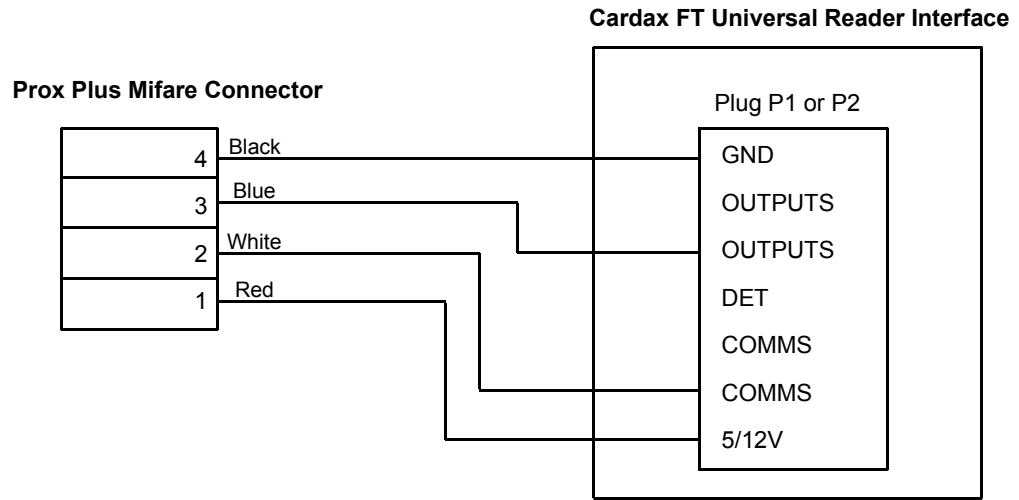 Cardax FT Universal Reader Interface
Prox Plus Mifare Connector
Plug P1 or P2
4 Black GND
3 Blue OUTPUTS
2 White OUTPUTS
1 Red DET
COMMS
COMMS
5/12V